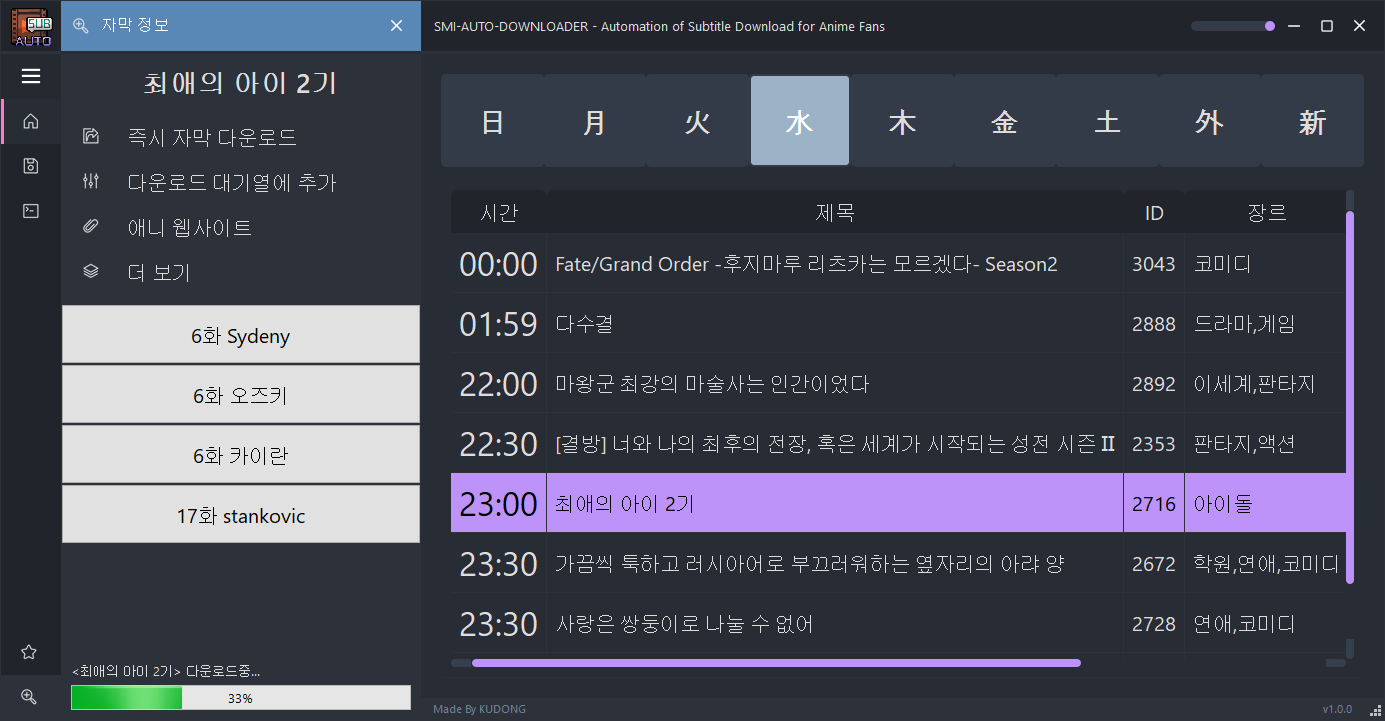 SUB
AUTO
자막 정보
SMI-AUTO-DOWNLOADER - Automation of Subtitle Download for Anime Fans
최애의 아이 2기
즉시 자막 다운로드
다운로드 대기열에 추가
애니 웹사이트
더 보기
6화 Sydeny
6화 오즈키
6화 카이란
17화 stankovic
<최애의 아이 2기> 다운로드중...
33%
日 月 火 水 木 金 土 外 新
시간 제목 ID 장르
00:00 Fate/Grand Order -후지마루 리츠카는 모르겠다- Season2 3043 코미디
01:59 다수결 2888 드라마,게임
22:00 마왕군 최강의 마술사는 인간이었다 2892 이세계,판타지
22:30 [결방] 너와 나의 최후의 전장, 혹은 세계가 시작되는 성전 시즌Ⅱ 2353 판타지,액션
23:00 최애의 아이 2기 2716 아이돌
23:30 가끔씩 툭하고 러시아어로 부끄러워하는 옆자리의 아랴 양 2672 학원,연애,코미디
23:30 사랑은 쌍둥이로 나눌 수 없어 2728 연애,코미디
Made By KUDONG
v1.0.0